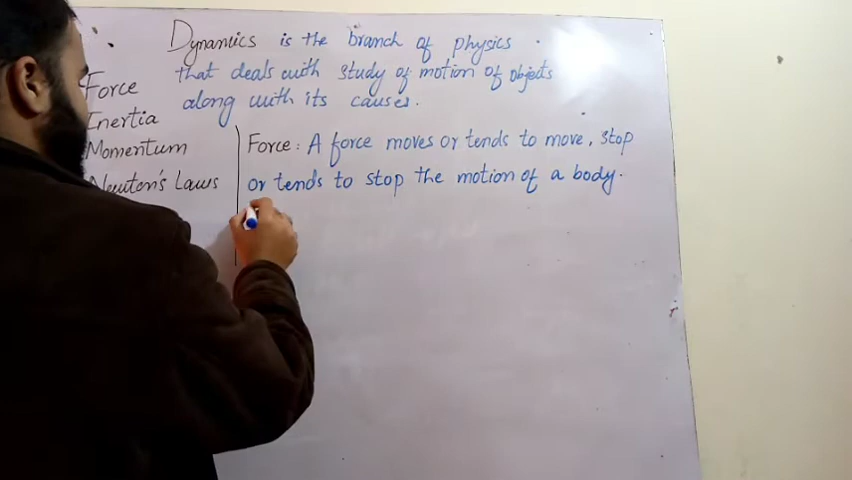 Dynamics is the branch of physics
that deals with study of motion of objects
along with its causes.
Force
Inertia
Momentum
Newton's Laws
Force: A force moves or tends to move, stop
or tends to stop the motion of a body.